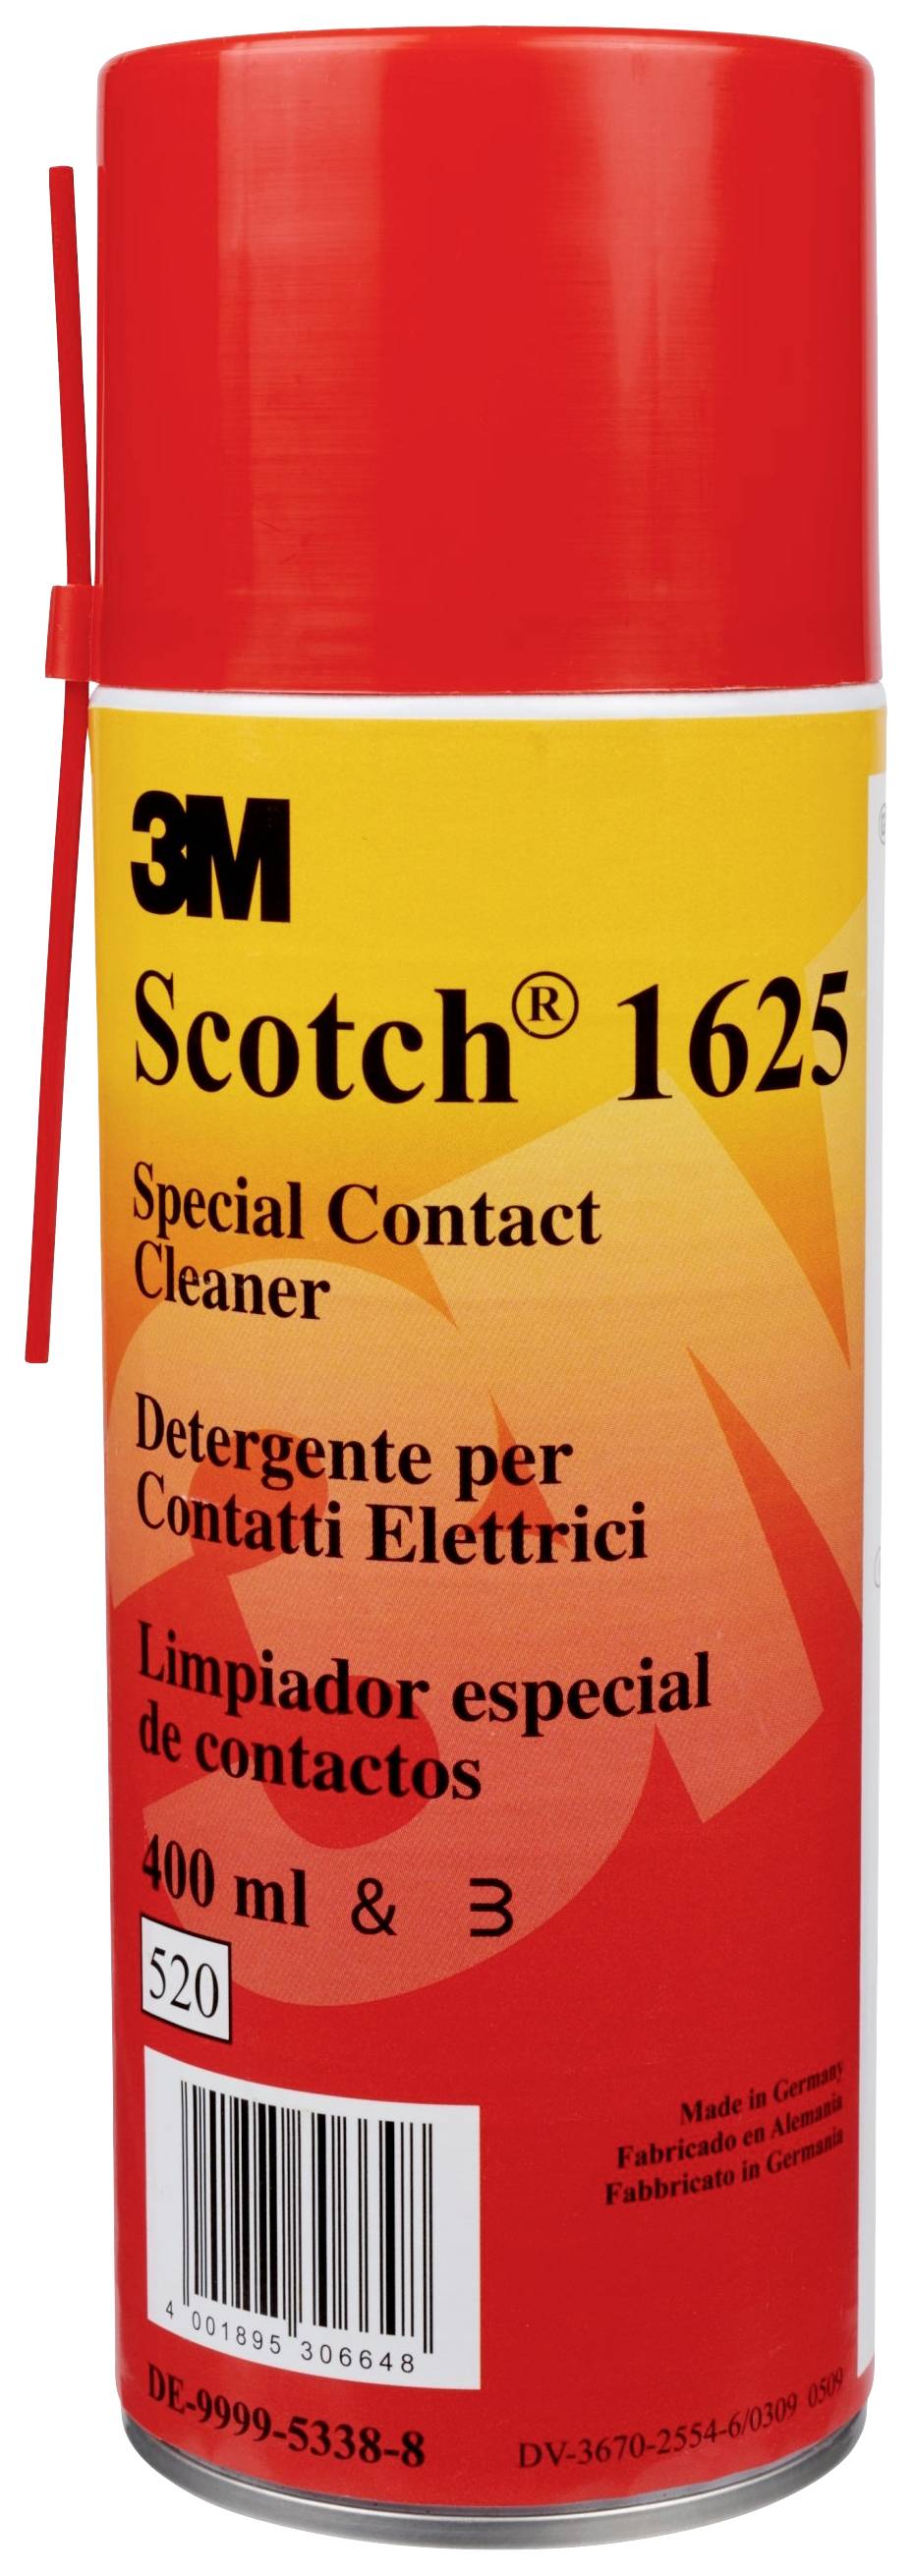 3M
Scotch® 1625
Special Contact
Cleaner
Detergente per
Contatti Elettrici
Limpiador especial
de contactos
400 ml & 3
520
Made in Germany
Fabricado en Alemania
Fabbricato in Germania
4 001895 306648
DE-9999-5338-8
DV-3670-2554-6/0309 0509